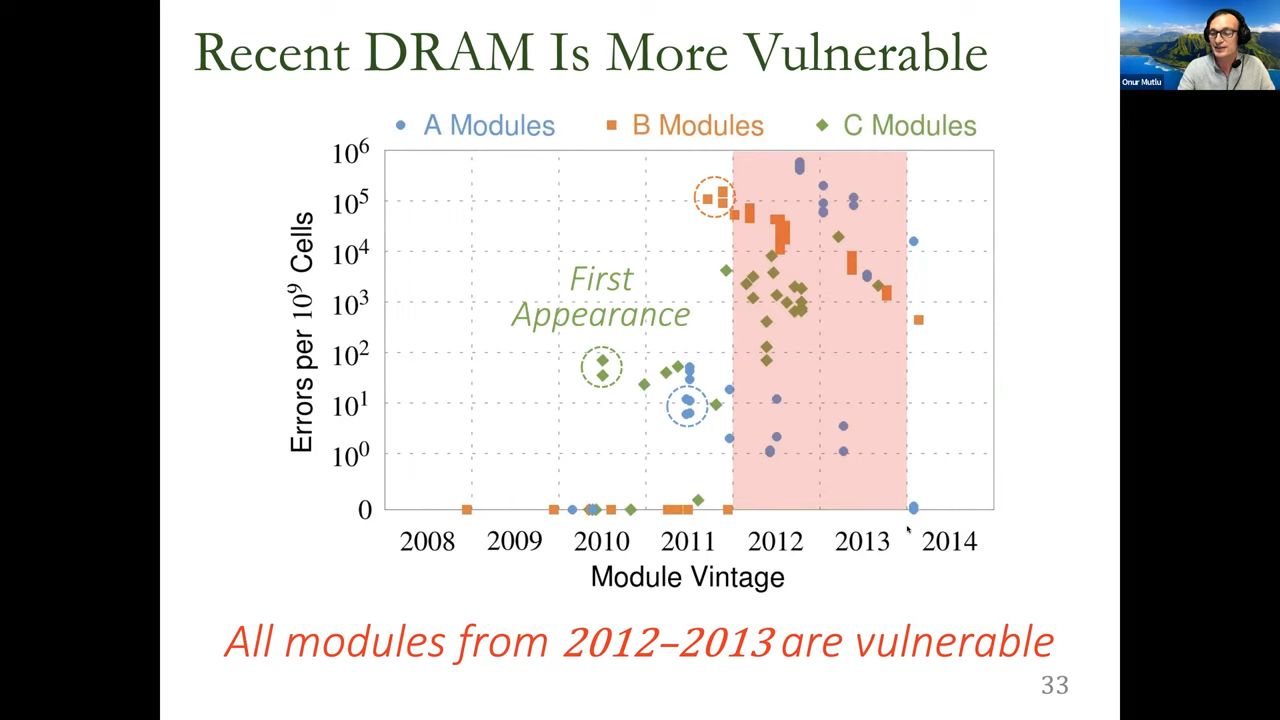 Recent DRAM Is More Vulnerable
Onur Mutlu
A Modules B Modules C Modules
10⁶
10⁵
10⁴
10³
10²
10¹
10⁰
0
Errors per 10⁹ Cells
First
Appearance
2008 2009 2010 2011 2012 2013 2014
Module Vintage
All modules from 2012–2013 are vulnerable
33